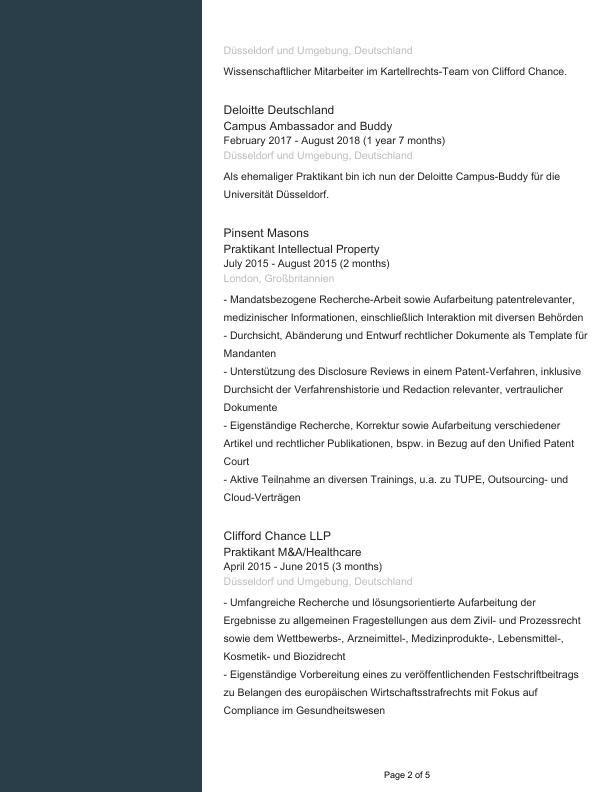 Düsseldorf und Umgebung, Deutschland
Wissenschaftlicher Mitarbeiter im Kartellrechts-Team von Clifford Chance.
Deloitte Deutschland
Campus Ambassador and Buddy
February 2017 - August 2018 (1 year 7 months)
Düsseldorf und Umgebung, Deutschland
Als ehemaliger Praktikant bin ich nun der Deloitte Campus-Buddy für die
Universität Düsseldorf.
Pinsent Masons
Praktikant Intellectual Property
July 2015 - August 2015 (2 months)
London, Großbritannien
- Mandatsbezogene Recherche-Arbeit sowie Aufarbeitung patentrelevanter,
medizinischer Informationen, einschließlich Interaktion mit diversen Behörden
- Durchsicht, Abänderung und Entwurf rechtlicher Dokumente als Template für
Mandanten
- Unterstützung des Disclosure Reviews in einem Patent-Verfahren, inklusive
Durchsicht der Verfahrenshistorie und Redaction relevanter, vertraulicher
Dokumente
- Eigenständige Recherche, Korrektur sowie Aufarbeitung verschiedener
Artikel und rechtlicher Publikationen, bspw. in Bezug auf den Unified Patent
Court
- Aktive Teilnahme an diversen Trainings, u.a. zu TUPE, Outsourcing- und
Cloud-Verträgen
Clifford Chance LLP
Praktikant M&A/Healthcare
April 2015 - June 2015 (3 months)
Düsseldorf und Umgebung, Deutschland
- Umfangreiche Recherche und lösungsorientierte Aufarbeitung der
Ergebnisse zu allgemeinen Fragestellungen aus dem Zivil- und Prozessrecht
sowie dem Wettbewerbs-, Arzneimittel-, Medizinprodukte-, Lebensmittel-,
Kosmetik- und Biozidrecht
- Eigenständige Vorbereitung eines zu veröffentlichenden Festschriftbeitrags
zu Belangen des europäischen Wirtschaftsstrafrechts mit Fokus auf
Compliance im Gesundheitswesen
Page 2 of 5